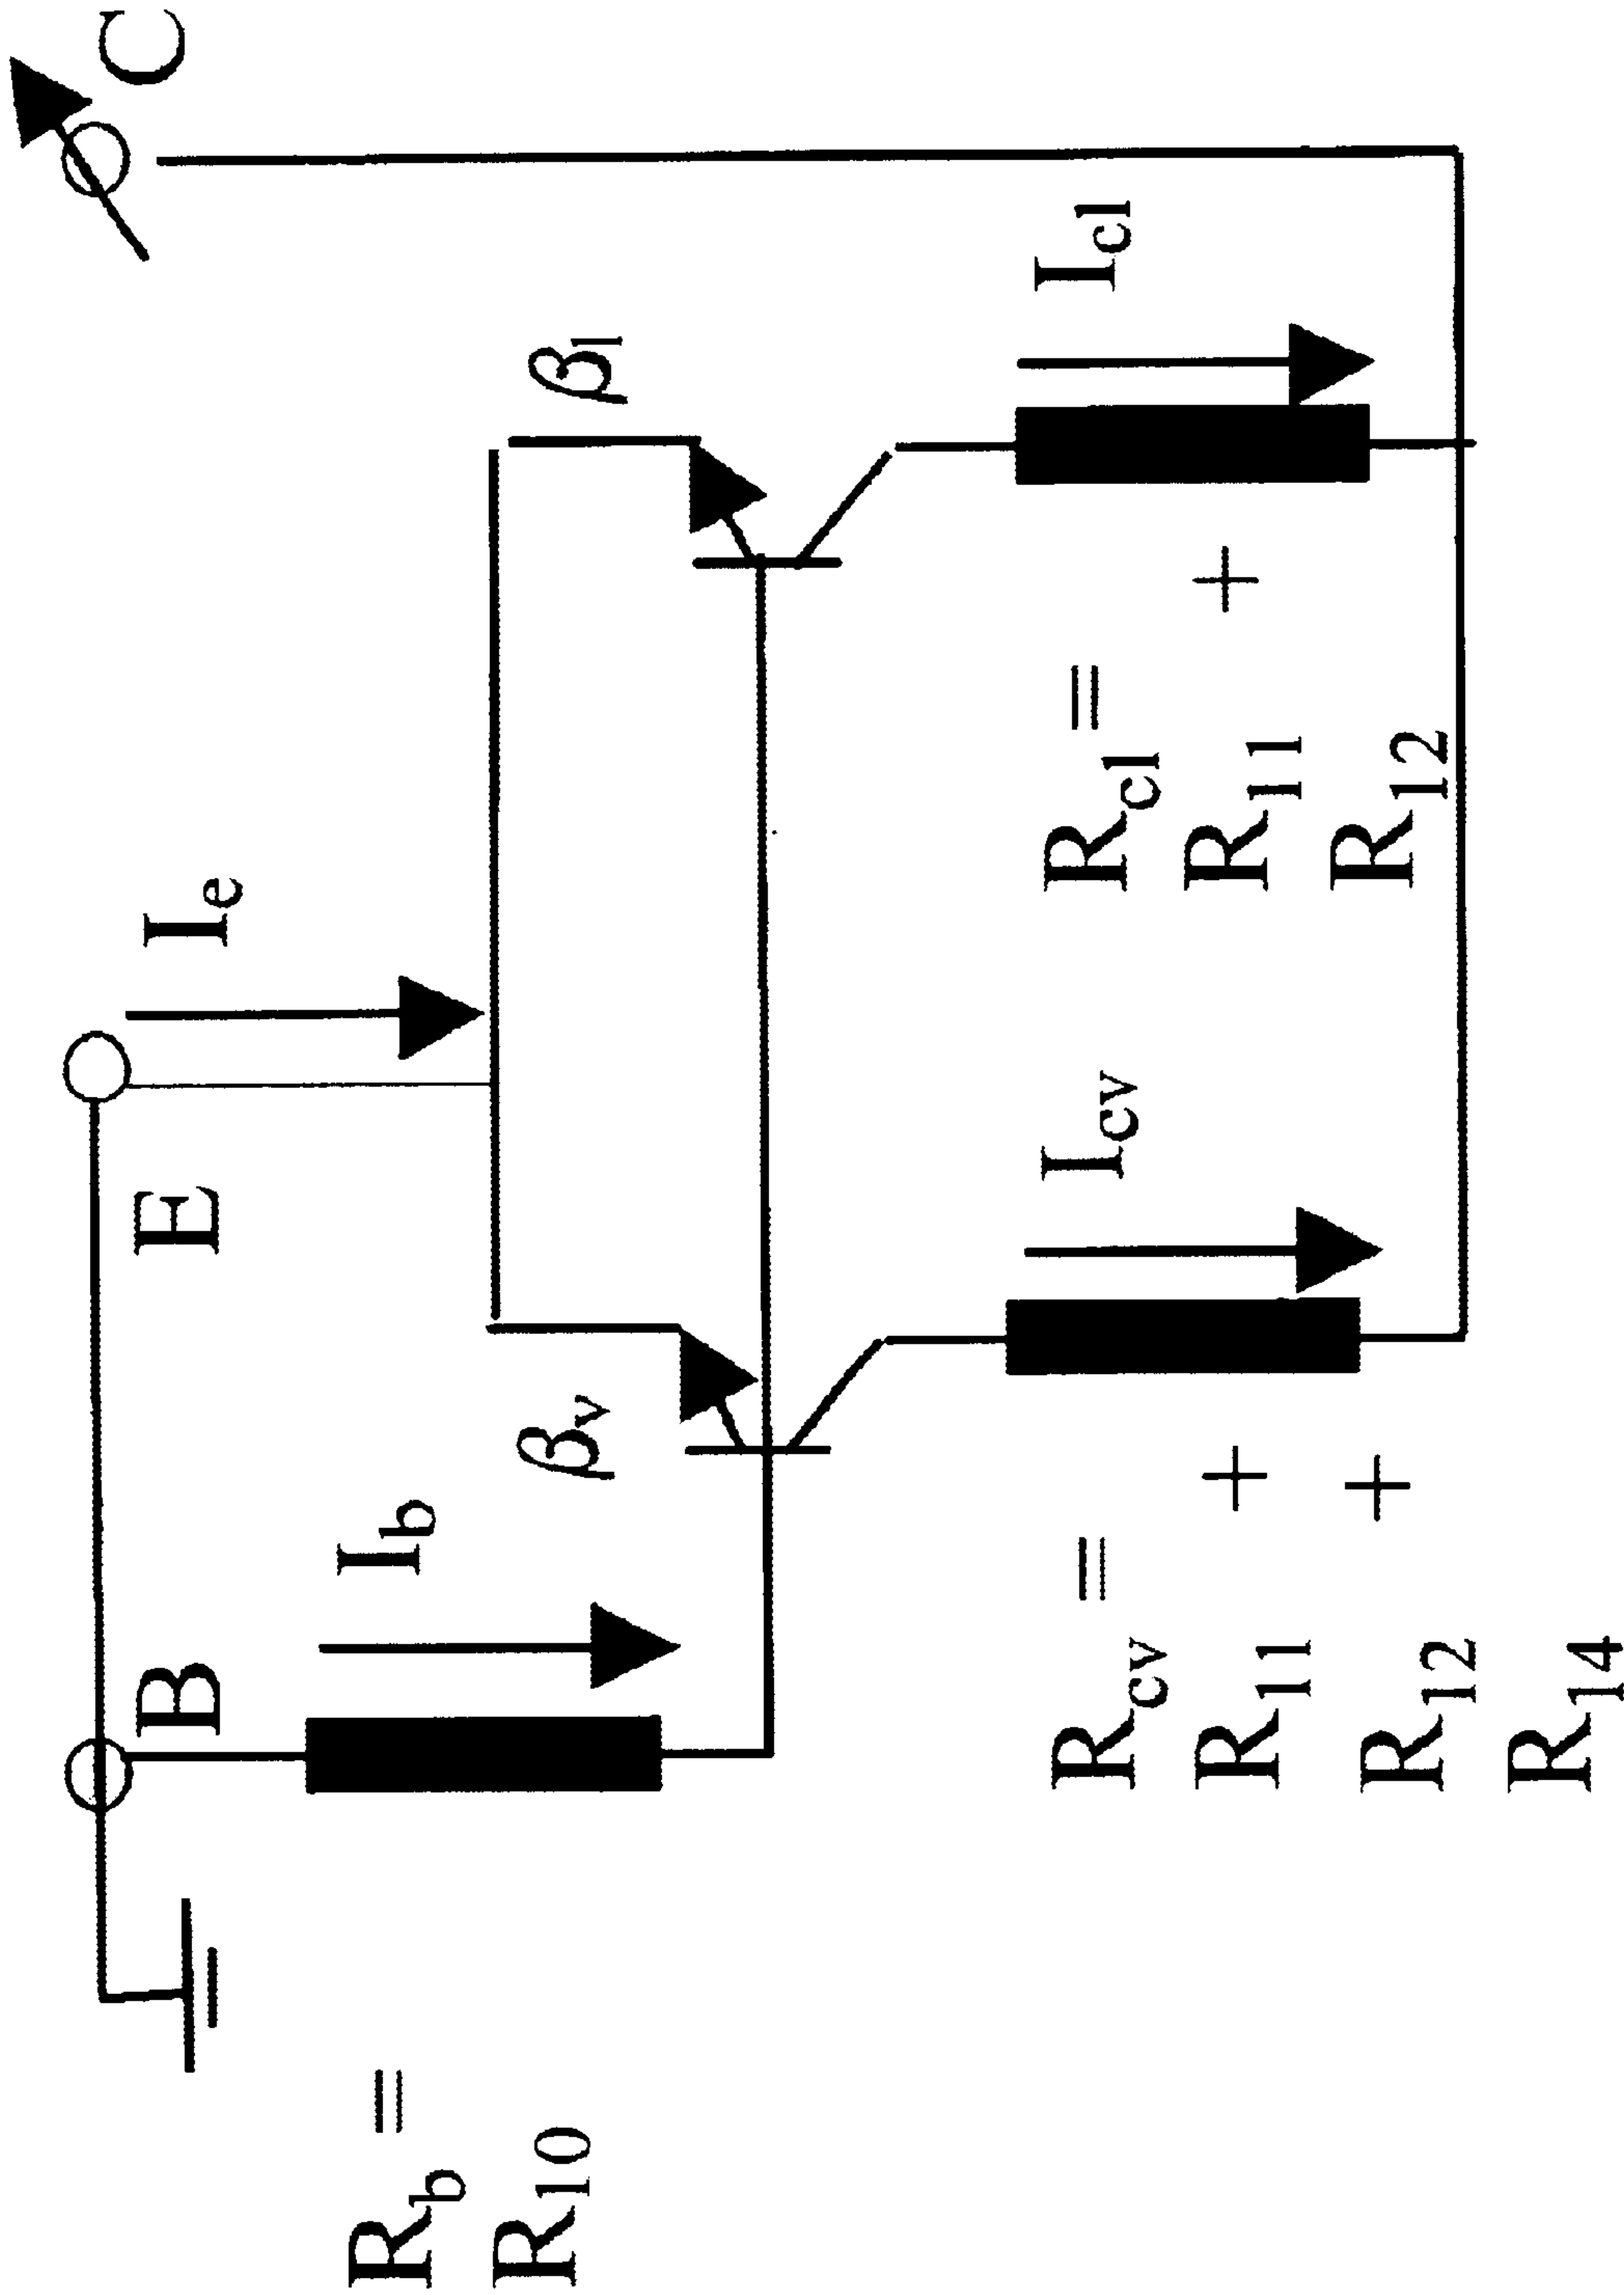 B
E
C
I_e
R_b =
R_10
I_b
β_v
β_l
R_cv =
R_11 +
R_12 +
R_14
I_cv
R_cl =
R_11 +
R_12
I_cl